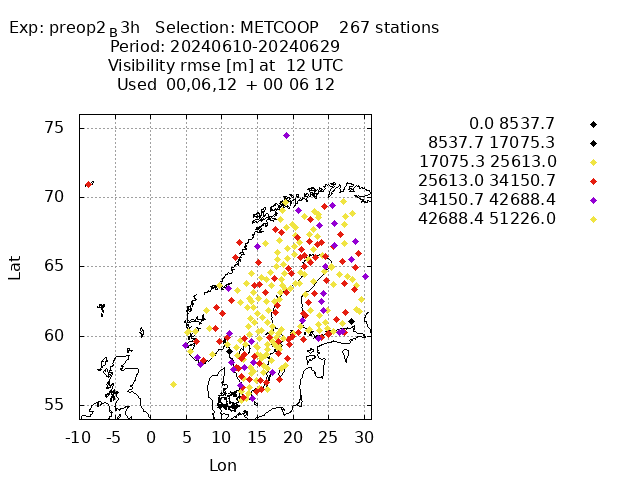 Exp: preop2_B 3h   Selection: METCOOP    267 stations
Period: 20240610-20240629
Visibility rmse [m] at  12 UTC
Used  00,06,12  + 00 06 12
0.0 8537.7
8537.7 17075.3
17075.3 25613.0
25613.0 34150.7
34150.7 42688.4
42688.4 51226.0
75
70
65
60
55
Lat
-10 -5 0 5 10 15 20 25 30
Lon